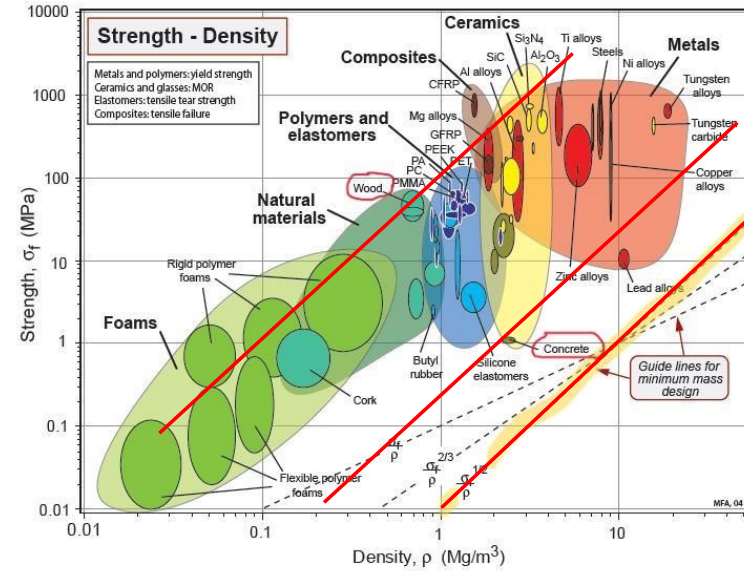 10000
1000
100
10
1
0.1
0.01
Strength, σf (MPa)
Strength - Density
Metals and polymers: yield strength
Ceramics and glasses: MOR
Elastomers: tensile tear strength
Composites: tensile failure
Ceramics
Composites
Metals
Polymers and
elastomers
Natural
materials
Foams
Si3N4
SiC
Al2O3
Ti alloys
Steels
Ni alloys
Al alloys
CFRP
Mg alloys
GFRP
PEEK
PET
PA
PC
PMMA
Wood
Tungsten
alloys
Tungsten
carbide
Copper
alloys
Zinc alloys
Lead alloys
Rigid polymer
foams
Cork
Butyl
rubber
Silicone
elastomers
Concrete
Flexible polymer
foams
Guide lines for
minimum mass
design
σf
ρ
σf2/3
ρ
σf1/2
ρ
MFA, 04
0.01
0.1
1
10
Density, ρ (Mg/m3)